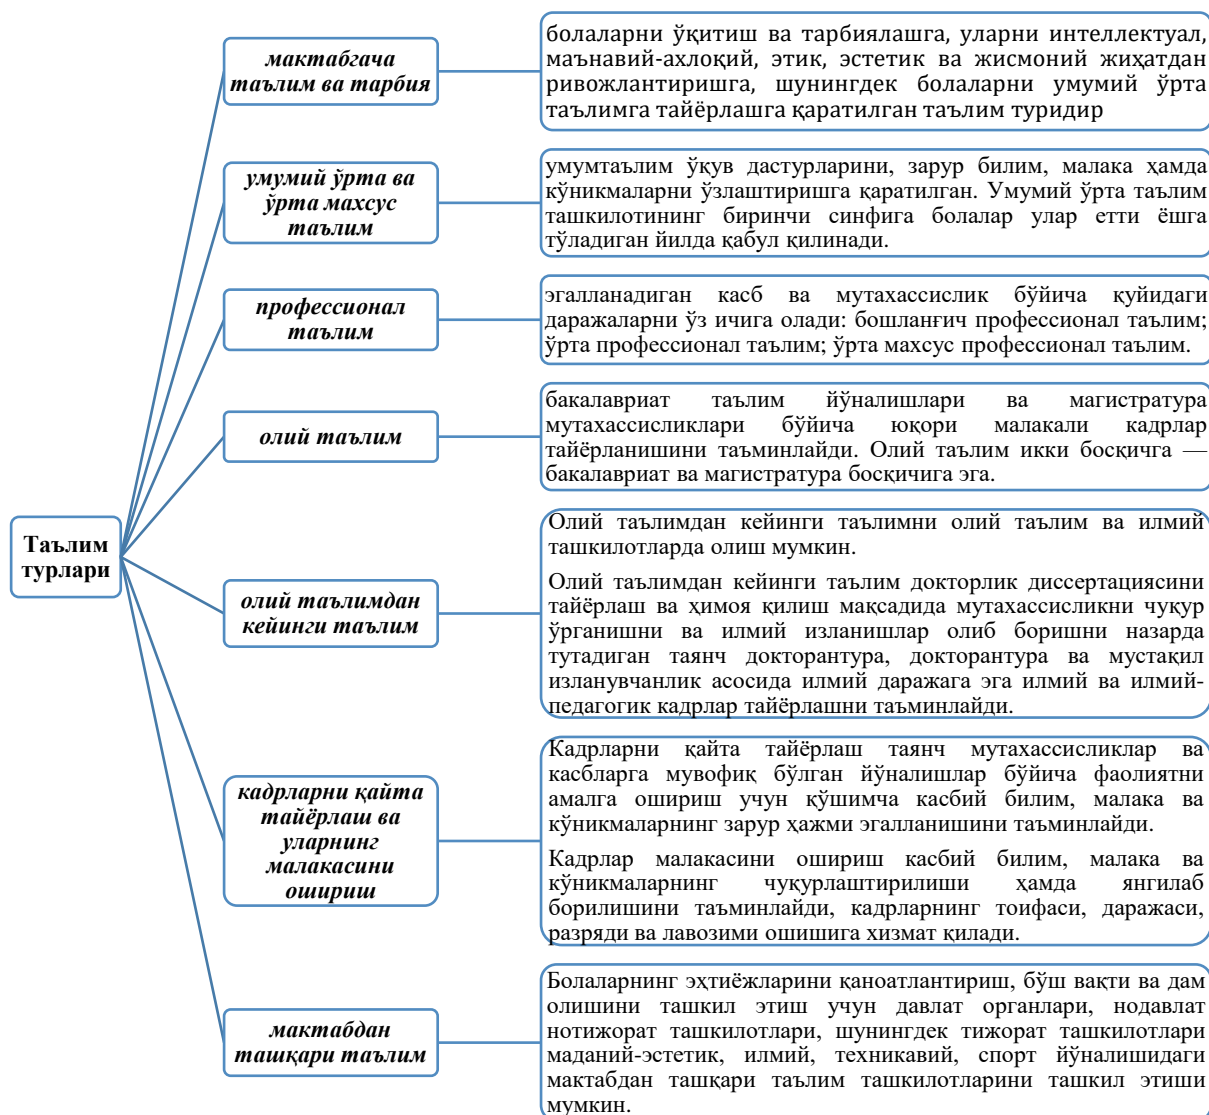 Таълим
турлари
мактабгача
таълим ва тарбия
болаларни ўқитиш ва тарбиялашга, уларни интеллектуал,
маънавий-ахлоқий, этик, эстетик ва жисмоний жиҳатдан
ривожлантиришга, шунингдек болаларни умумий ўрта
таълимга тайёрлашга қаратилган таълим туридир
умумий ўрта ва
ўрта махсус
таълим
умумтаълим ўқув дастурларини, зарур билим, малака ҳамда
кўникмаларни ўзлаштиришга қаратилган. Умумий ўрта таълим
ташкилотининг биринчи синфига болалар улар етти ёшга
тўладиган йилда қабул қилинади.
профессионал
таълим
эгалланадиган касб ва мутахассислик бўйича қуйидаги
даражаларни ўз ичига олади: бошланғич профессионал таълим;
ўрта профессионал таълим; ўрта махсус профессионал таълим.
олий таълим
бакалавриат таълим йўналишлари ва магистратура
мутахассисликлари бўйича юқори малакали кадрлар
тайёрланишини таъминлайди. Олий таълим икки босқичга —
бакалавриат ва магистратура босқичига эга.
олий таълимдан
кейинги таълим
Олий таълимдан кейинги таълимни олий таълим ва илмий
ташкилотларда олиш мумкин.
Олий таълимдан кейинги таълим докторлик диссертациясини
тайёрлаш ва ҳимоя қилиш мақсадида мутахассисликни чуқур
ўрганишни ва илмий изланишлар олиб боришни назарда
тутадиган таянч докторантура, докторантура ва мустақил
изланувчанлик асосида илмий даражага эга илмий ва илмий-
педагогик кадрлар тайёрлашни таъминлайди.
кадрларни қайта
тайёрлаш ва
уларнинг
малакасини
ошириш
Кадрларни қайта тайёрлаш таянч мутахассисликлар ва
касбларга мувофиқ бўлган йўналишлар бўйича фаолиятни
амалга ошириш учун қўшимча касбий билим, малака ва
кўникмаларнинг зарур ҳажми эгалланишини таъминлайди.
Кадрлар малакасини ошириш касбий билим, малака ва
кўникмаларнинг чуқурлаштирилиши ҳамда янгилаб
борилишини таъминлайди, кадрларнинг тоифаси, даражаси,
разряди ва лавозими ошишига хизмат қилади.
мактабдан
ташқари таълим
Болаларнинг эҳтиёжларини қаноатлантириш, бўш вақти ва дам
олишини ташкил этиш учун давлат органлари, нодавлат
нотижорат ташкилотлари, шунингдек тижорат ташкилотлари
маданий-эстетик, илмий, техникавий, спорт йўналишидаги
мактабдан ташқари таълим ташкилотларини ташкил этиши
мумкин.